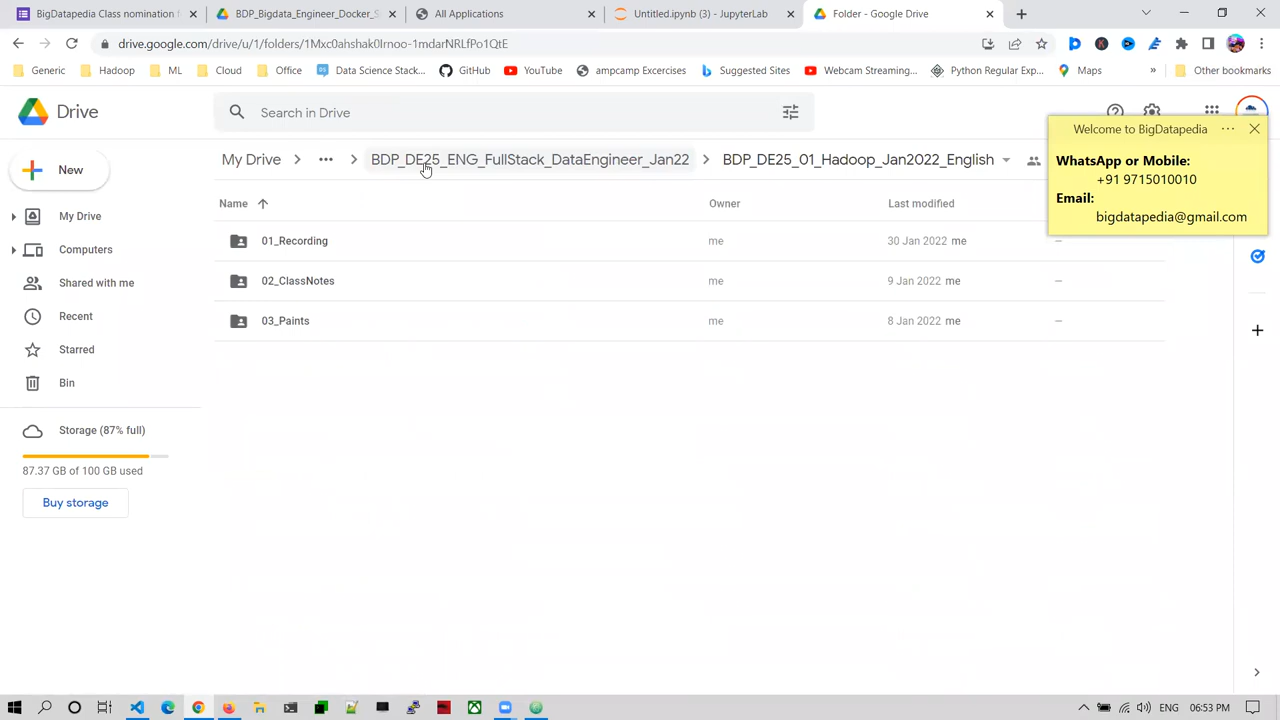 BigDatapedia Class nomination f
BDP_Bigdata_Engineer_Docker_S
All Applications
Untitled.ipynb (3) - JupyterLab
Folder - Google Drive
drive.google.com/drive/u/1/folders/1Mxc0ahshak0Irnoo-1mdarNRLfPo1QtE
Generic
Hadoop
ML
Cloud
Office
Data Science Stack...
GitHub
YouTube
ampcamp Excercises
Suggested Sites
Webcam Streaming...
Python Regular Exp...
Maps
»
Other bookmarks
Drive
Search in Drive
New
My Drive
Computers
Shared with me
Recent
Starred
Bin
Storage (87% full)
87.37 GB of 100 GB used
Buy storage
My Drive > ... > BDP_DE25_ENG_FullStack_DataEngineer_Jan22 > BDP_DE25_01_Hadoop_Jan2022_English
Name Owner Last modified
01_Recording me 30 Jan 2022 me —
02_ClassNotes me 9 Jan 2022 me —
03_Paints me 8 Jan 2022 me —
Welcome to BigDatapedia
WhatsApp or Mobile:
+91 9715010010
Email:
bigdatapedia@gmail.com
ENG 06:53 PM